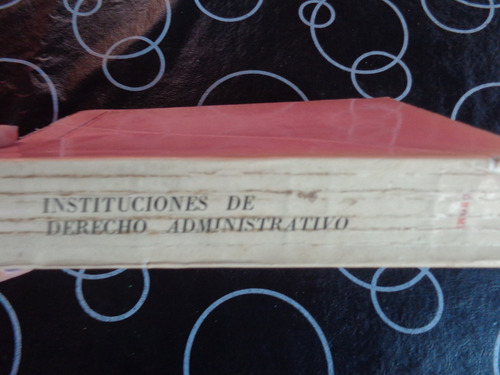 INSTITUCIONES DE
DERECHO ADMINISTRATIVO